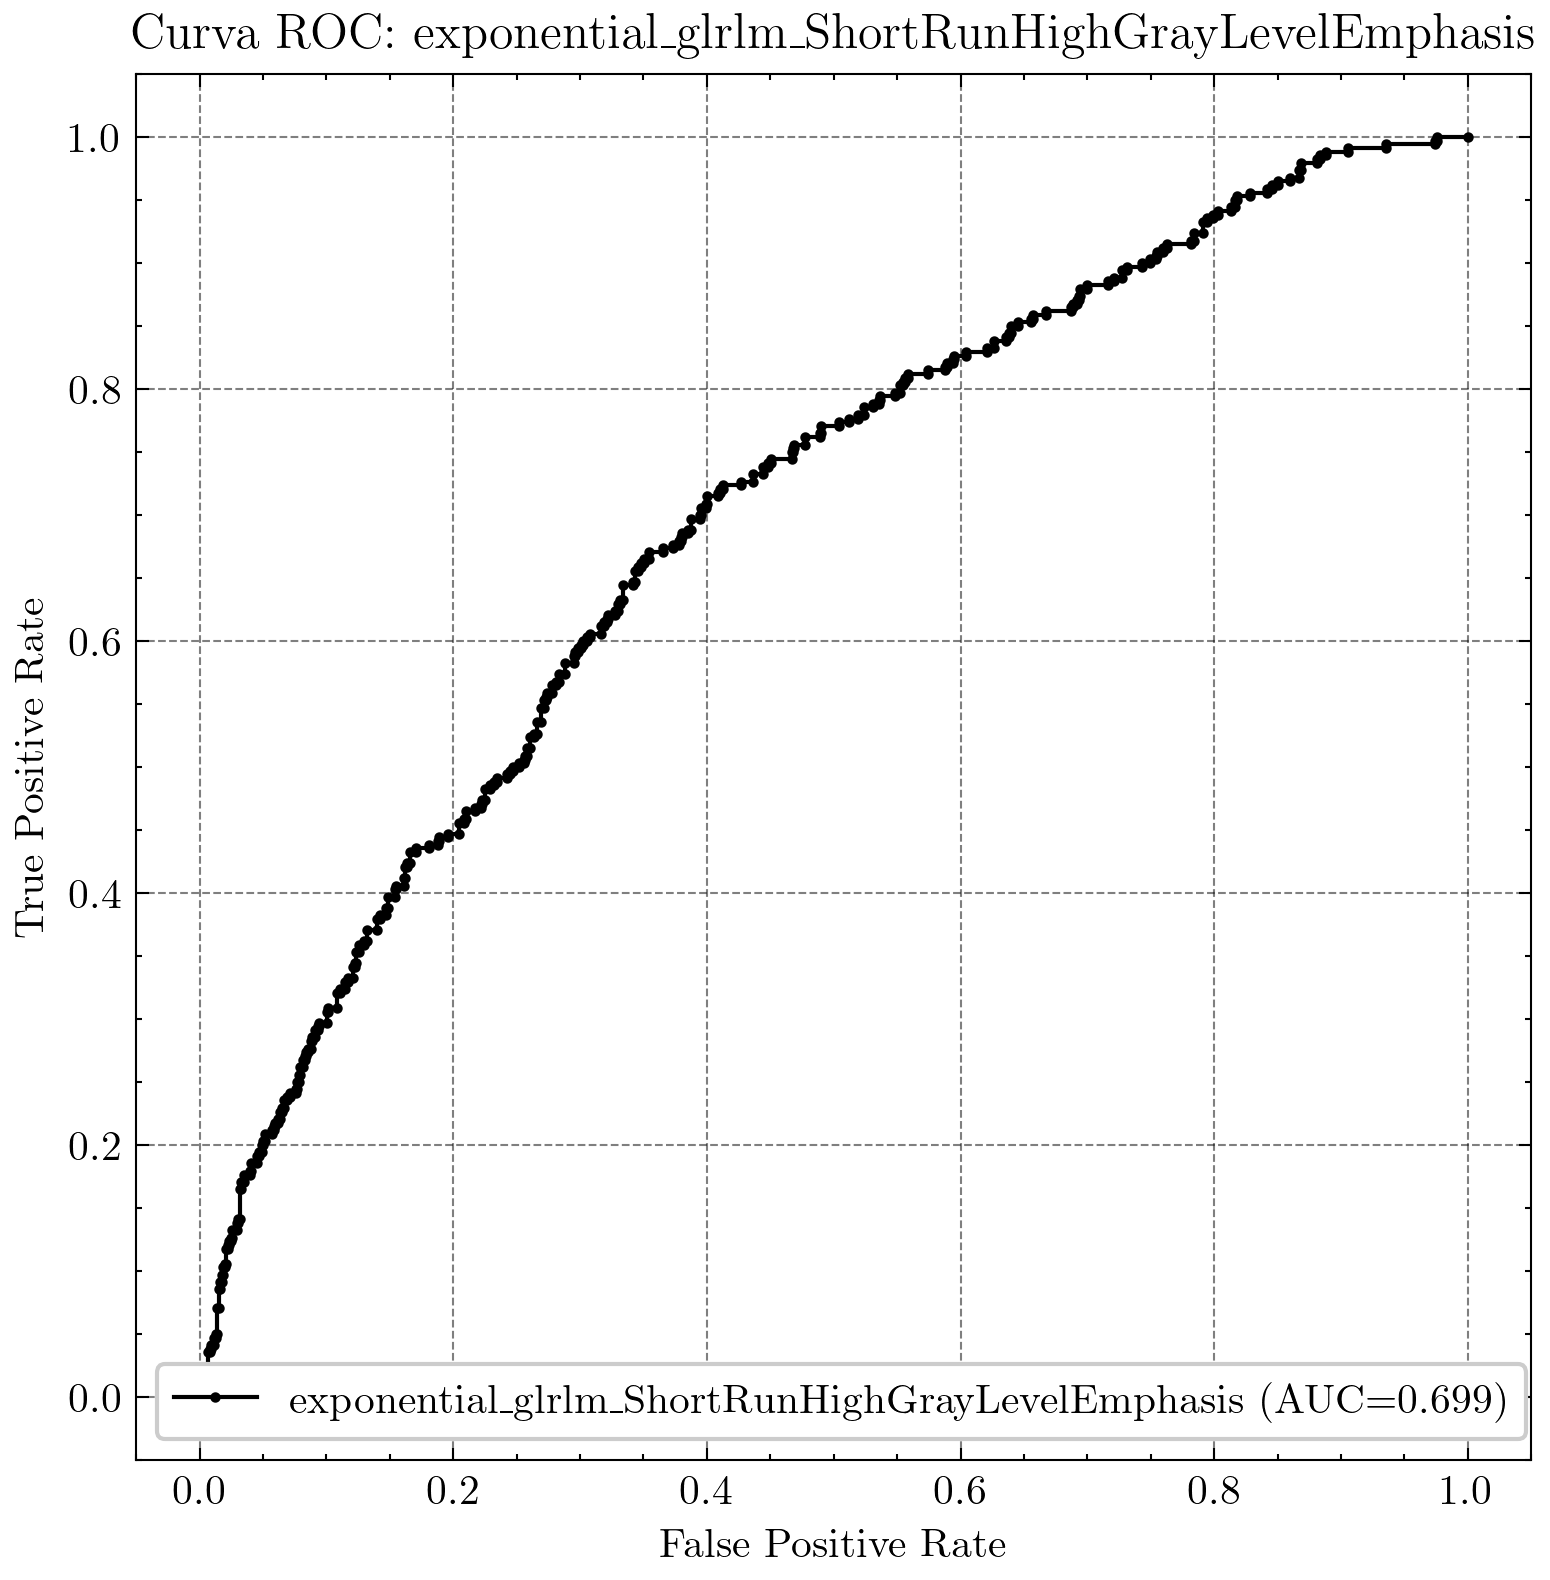 Curva ROC: exponential_glrlm_ShortRunHighGrayLevelEmphasis
1.0
0.8
0.6
0.4
0.2
0.0
True Positive Rate
exponential_glrlm_ShortRunHighGrayLevelEmphasis (AUC=0.699)
0.0 0.2 0.4 0.6 0.8 1.0
False Positive Rate